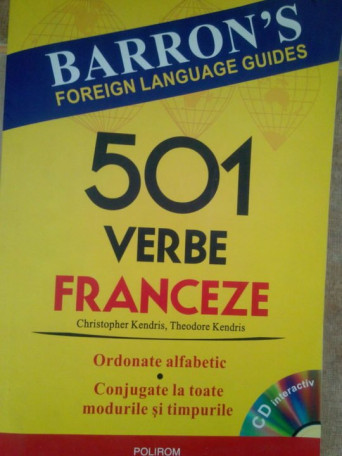 BARRON'S
FOREIGN LANGUAGE GUIDES
501
VERBE
FRANCEZE
Christopher Kendris, Theodore Kendris
Ordonate alfabetic
•
Conjugate la toate
modurile și timpurile
CD interactiv
POLIROM